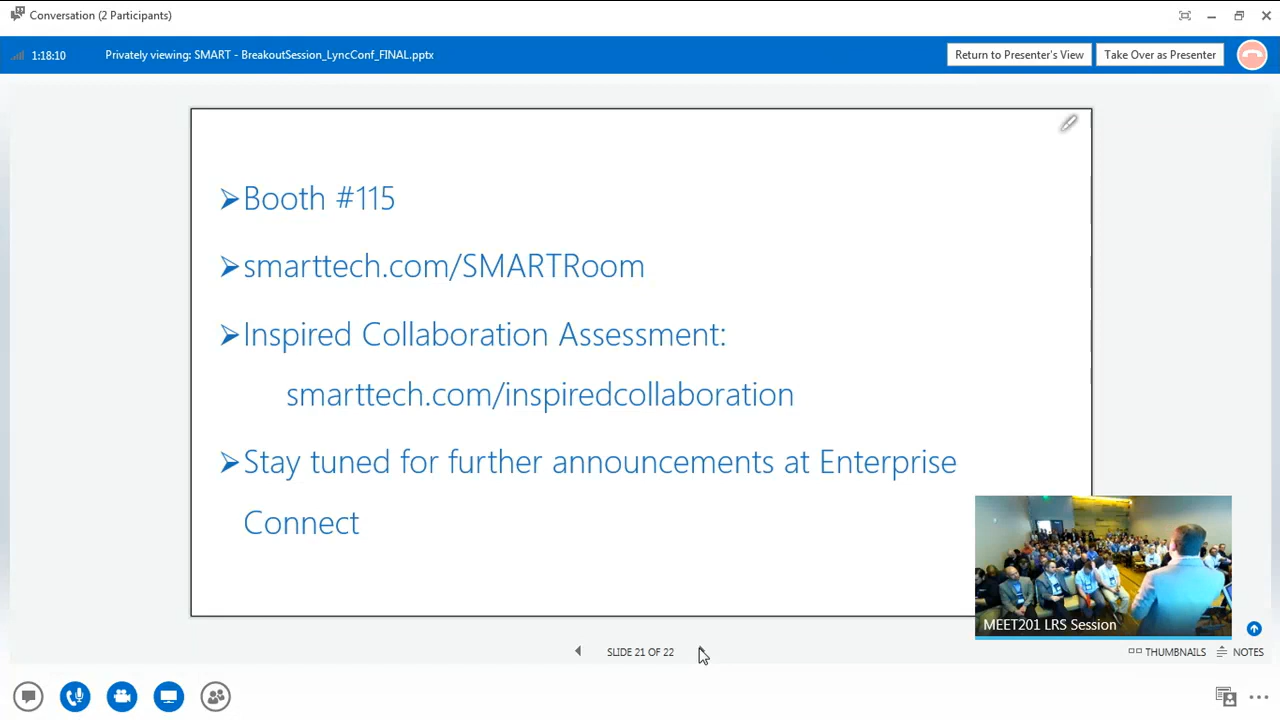 Conversation (2 Participants)
1:18:10
Privately viewing: SMART - BreakoutSession_LyncConf_FINAL.pptx
Return to Presenter's View
Take Over as Presenter
➢Booth #115
➢smarttech.com/SMARTRoom
➢Inspired Collaboration Assessment:
smarttech.com/inspiredcollaboration
➢Stay tuned for further announcements at Enterprise
Connect
MEET201 LRS Session
SLIDE 21 OF 22
THUMBNAILS
NOTES